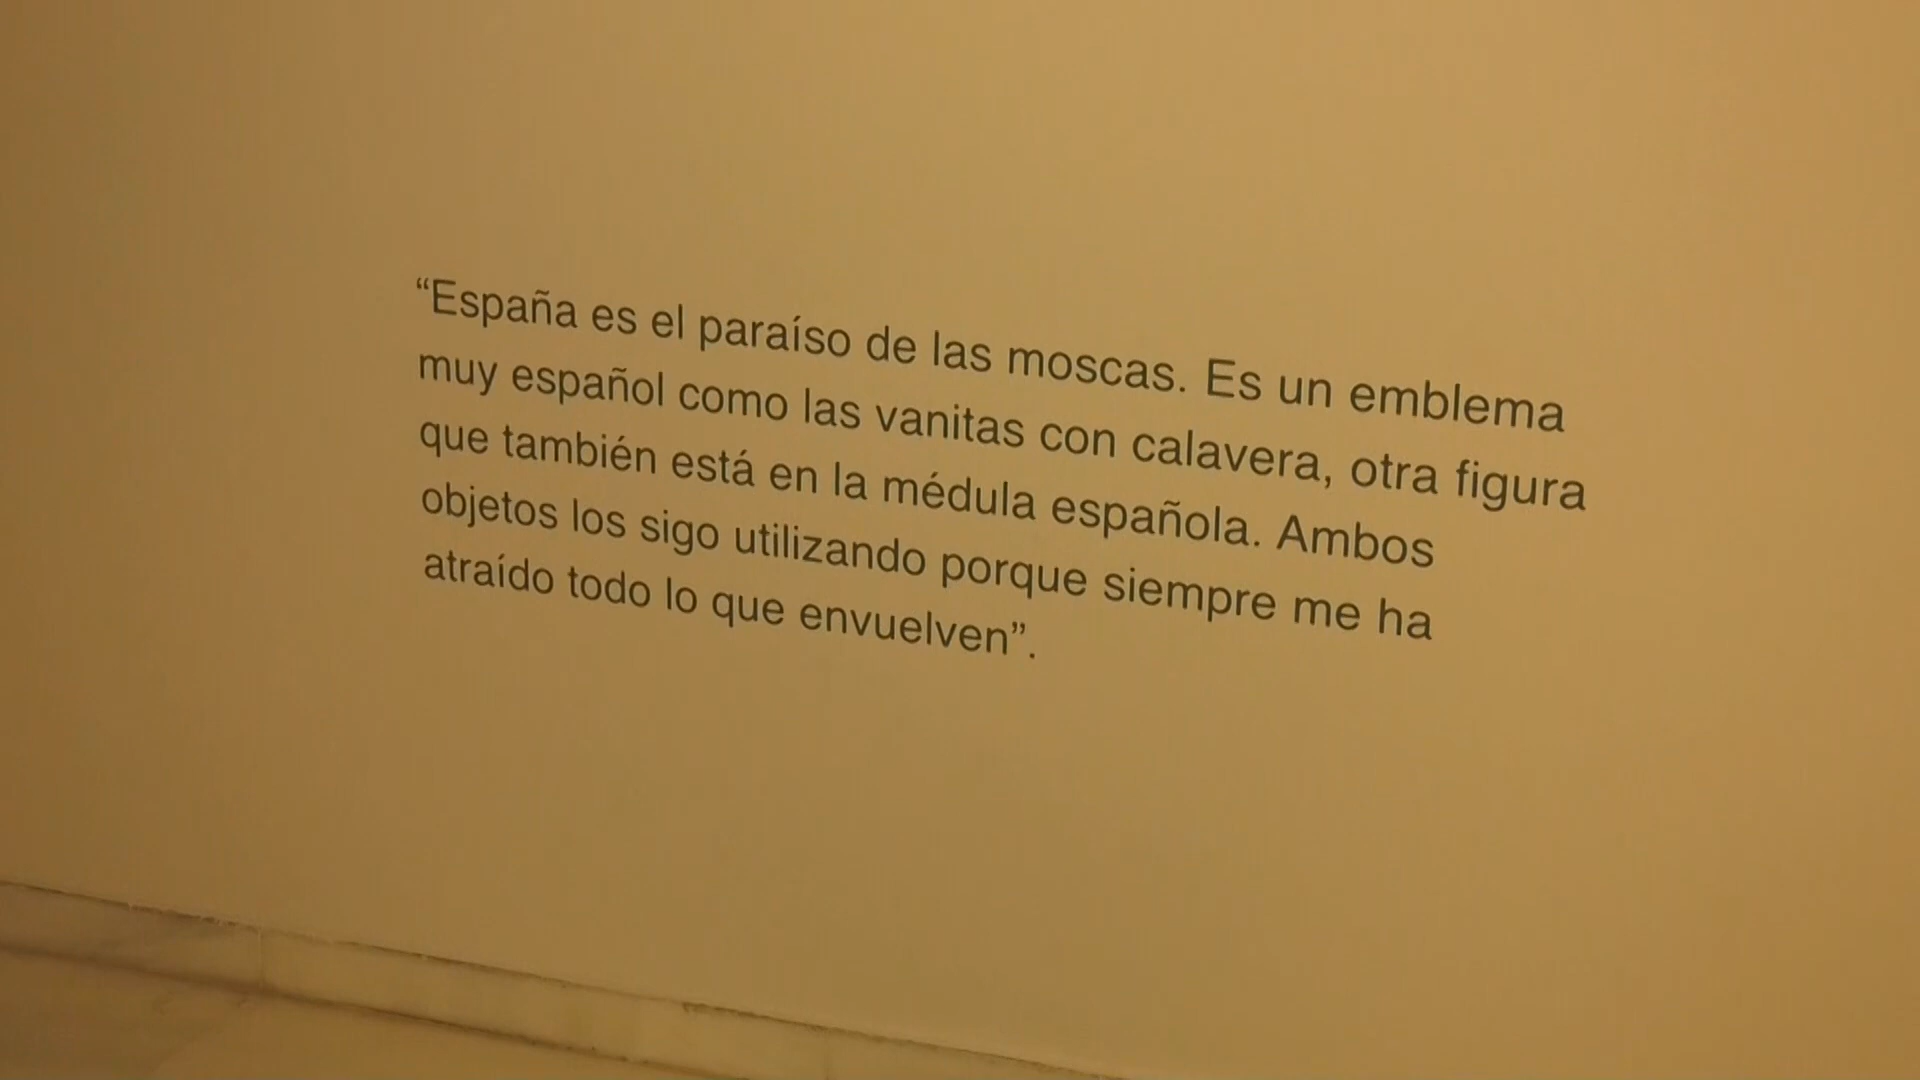 “España es el paraíso de las moscas. Es un emblema
muy español como las vanitas con calavera, otra figura
que también está en la médula española. Ambos
objetos los sigo utilizando porque siempre me ha
atraído todo lo que envuelven”.